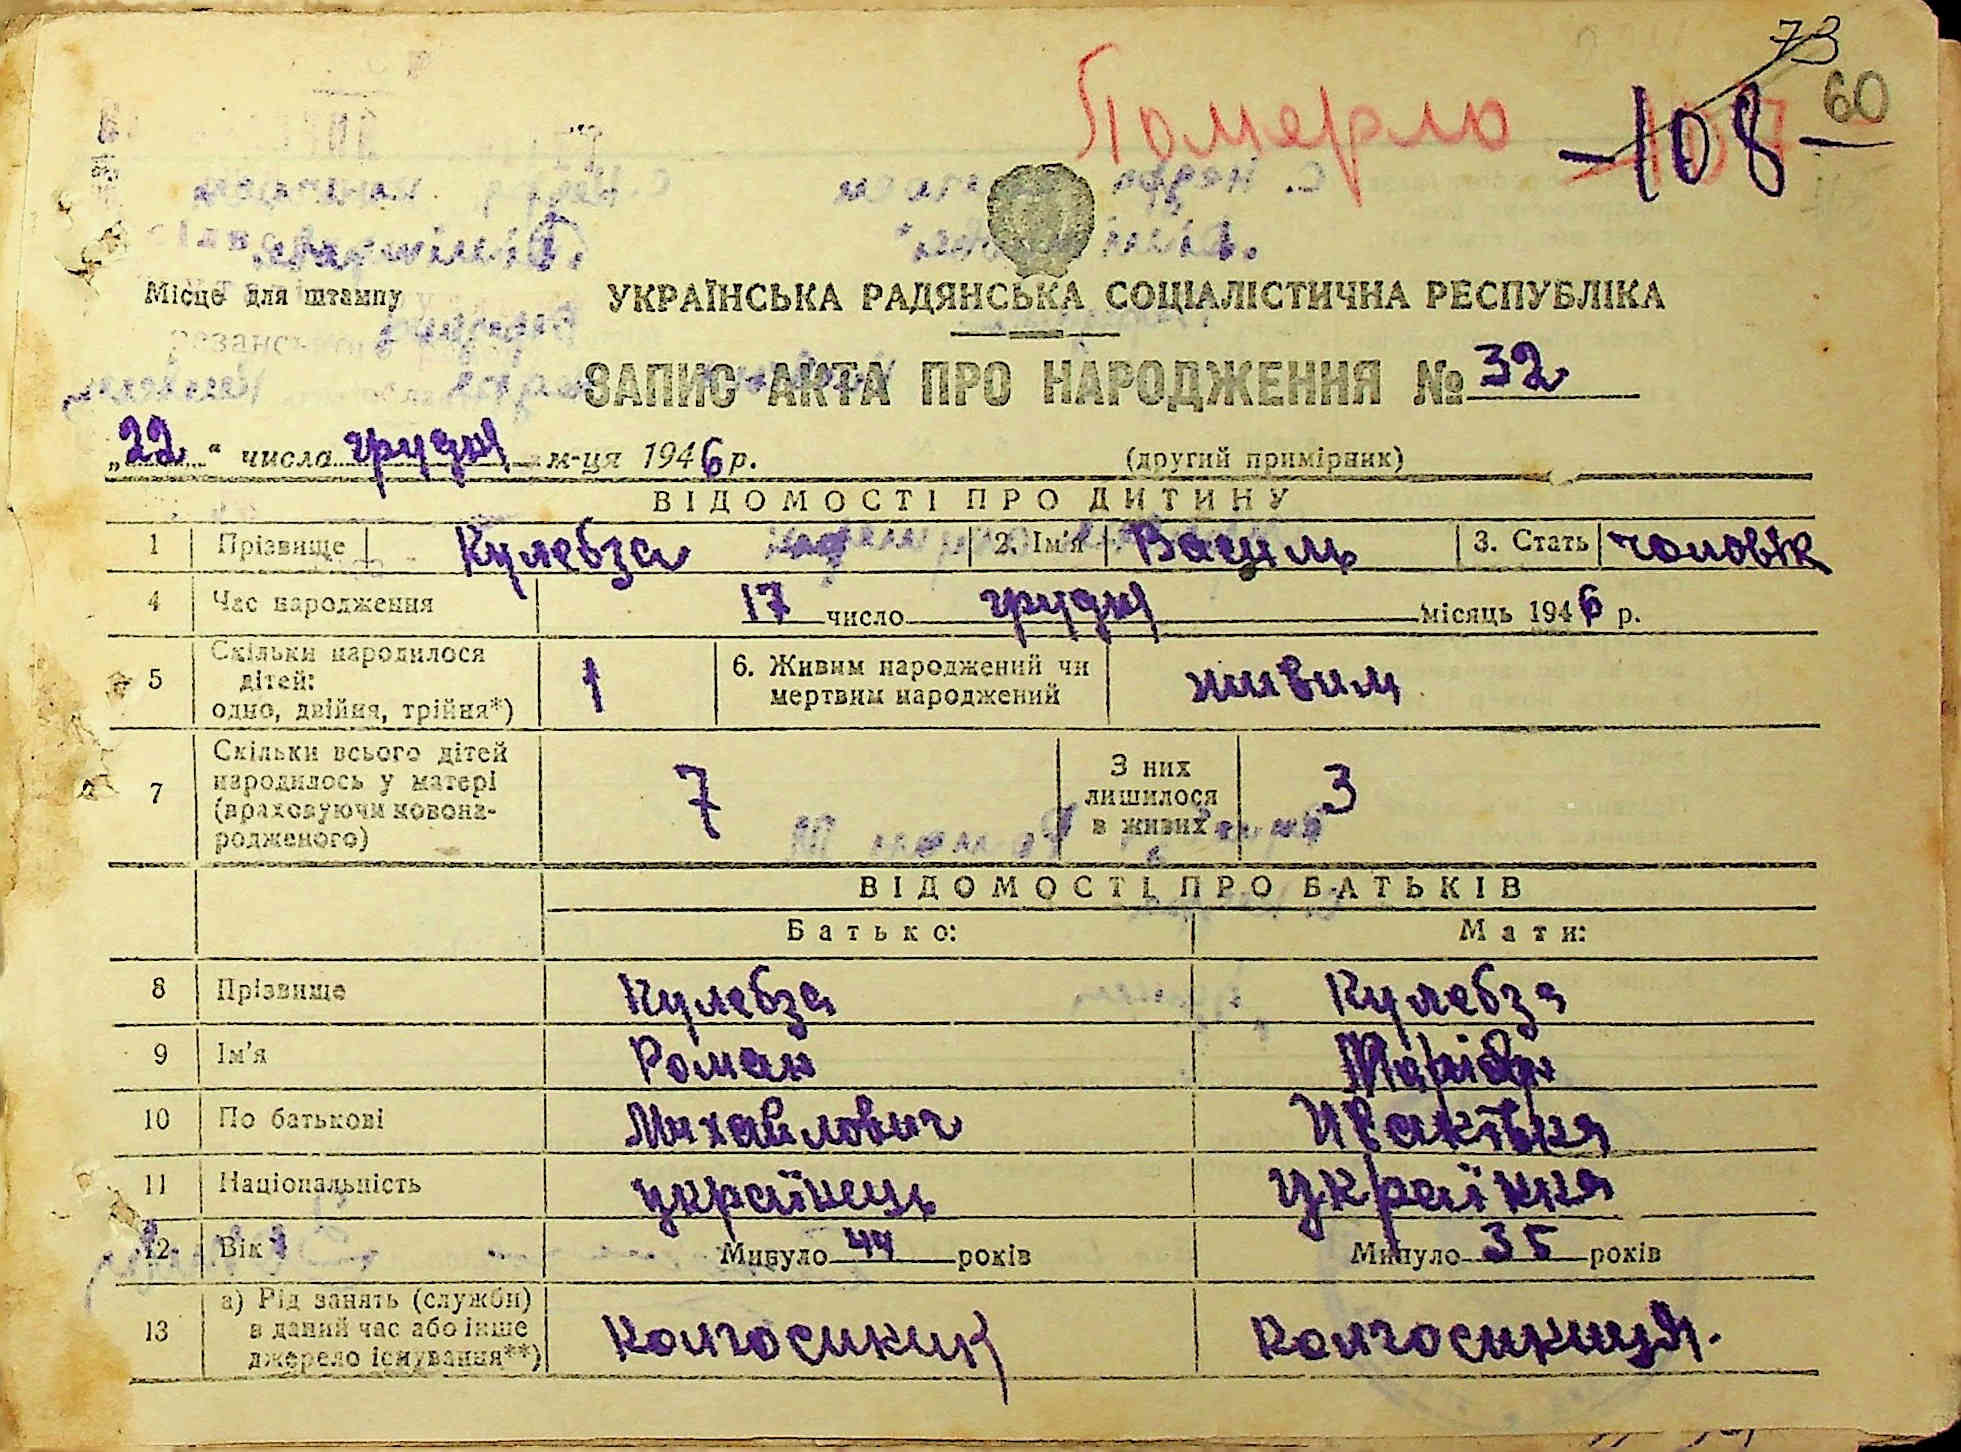 73
60
Померло
-108-
Місце для штампу
УКРАЇНСЬКА РАДЯНСЬКА СОЦІАЛІСТИЧНА РЕСПУБЛІКА
ЗАПИС АКТА ПРО НАРОДЖЕННЯ № 32
„22“ числа грудня м-ця 1946 р. (другий примірник)
ВІДОМОСТІ ПРО ДИТИНУ
1 Прізвище Кулебза 2. Ім'я Василь 3. Стать чоловік
4 Час народження 17 число грудня місяць 1946 р.
5 Скільки народилося дітей: одно, двійня, трійня*) 1 6. Живим народжений чи мертвим народжений живим
7 Скільки всього дітей народилось у матері (враховуючи новонародженого) 7 З них лишилося в живих 3
ВІДОМОСТІ ПРО БАТЬКІВ
Батько: Мати:
8 Прізвище Кулебза Кулебза
9 Ім'я Роман
10 По батькові Михайлович
11 Національність українець українка
12 Вік Минуло 44 років Минуло 35 років
13 а) Рід занять (служби) в даний час або інше джерело існування**) колгоспник колгоспниця.